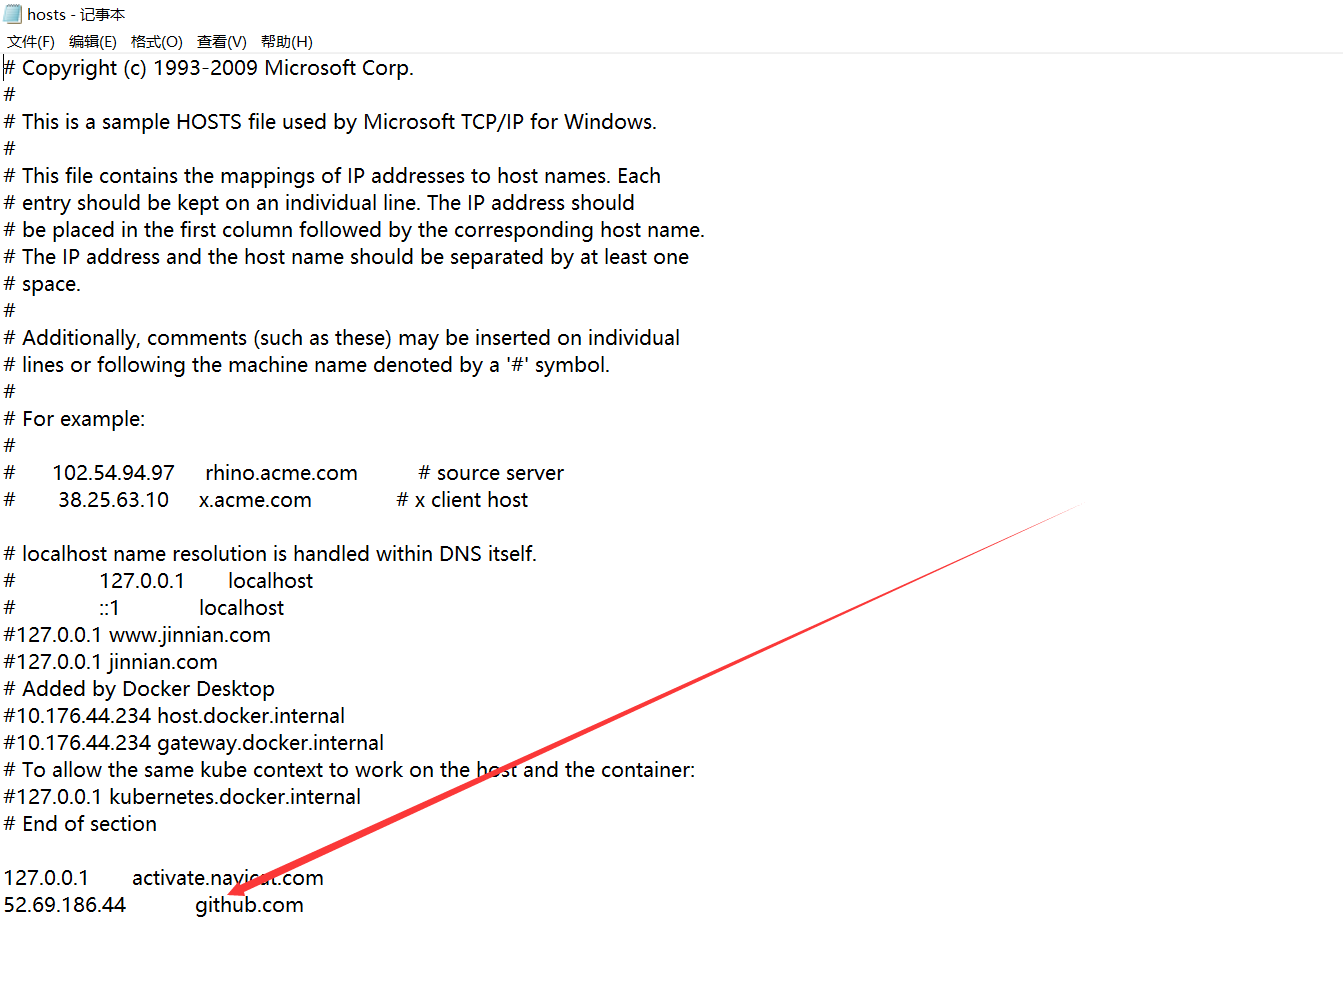 hosts - 记事本
文件(F) 编辑(E) 格式(O) 查看(V) 帮助(H)
# Copyright (c) 1993-2009 Microsoft Corp.
#
# This is a sample HOSTS file used by Microsoft TCP/IP for Windows.
#
# This file contains the mappings of IP addresses to host names. Each
# entry should be kept on an individual line. The IP address should
# be placed in the first column followed by the corresponding host name.
# The IP address and the host name should be separated by at least one
# space.
#
# Additionally, comments (such as these) may be inserted on individual
# lines or following the machine name denoted by a '#' symbol.
#
# For example:
#
# 102.54.94.97 rhino.acme.com # source server
# 38.25.63.10 x.acme.com # x client host
# localhost name resolution is handled within DNS itself.
# 127.0.0.1 localhost
# ::1 localhost
#127.0.0.1 www.jinnian.com
#127.0.0.1 jinnian.com
# Added by Docker Desktop
#10.176.44.234 host.docker.internal
#10.176.44.234 gateway.docker.internal
# To allow the same kube context to work on the host and the container:
#127.0.0.1 kubernetes.docker.internal
# End of section
127.0.0.1 activate.navicat.com
52.69.186.44 github.com